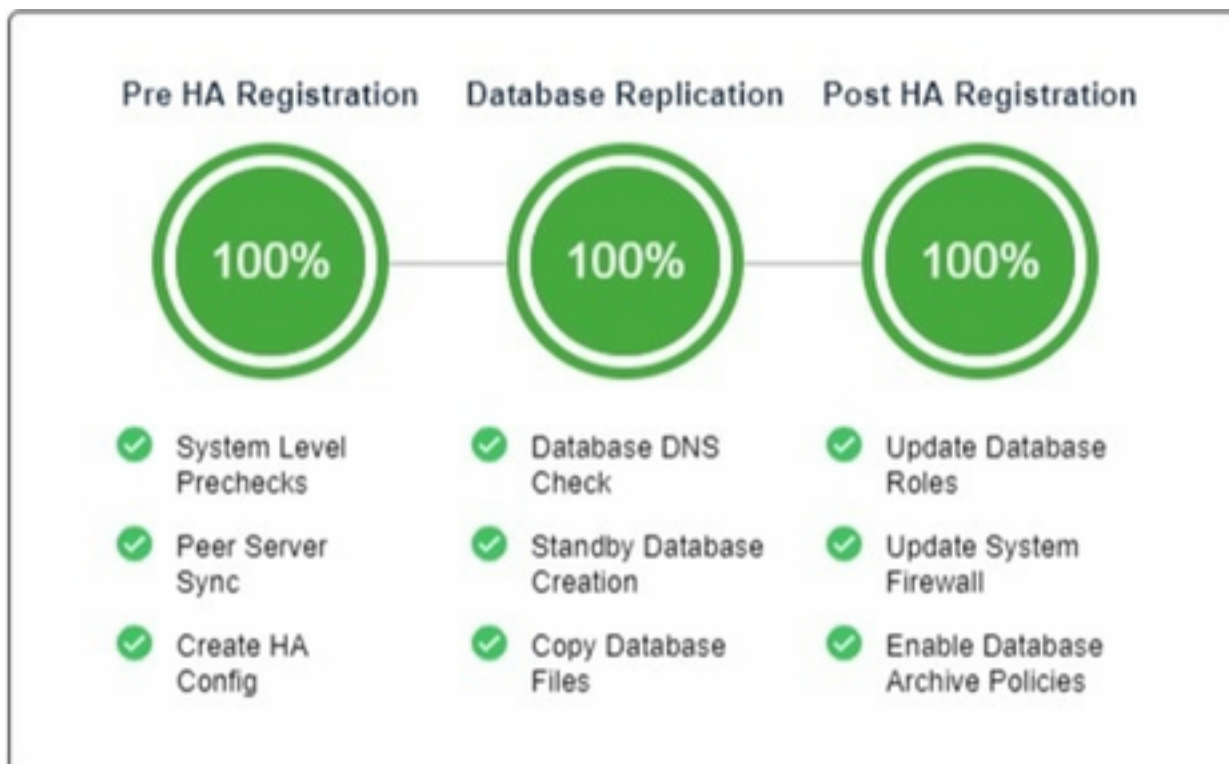 Pre HA Registration
Database Replication
Post HA Registration
100%
100%
100%
System Level
Prechecks
Peer Server
Sync
Create HA
Config
Database DNS
Check
Standby Database
Creation
Copy Database
Files
Update Database
Roles
Update System
Firewall
Enable Database
Archive Policies